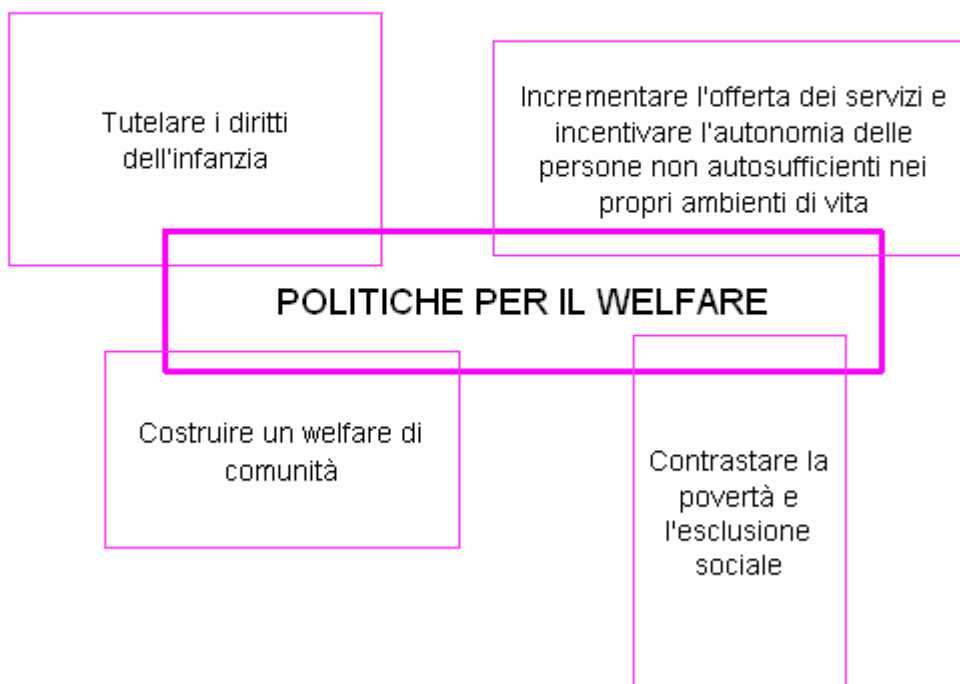 Tutelare i diritti
dell'infanzia
Incrementare l'offerta dei servizi e
incentivare l'autonomia delle
persone non autosufficienti nei
propri ambienti di vita
POLITICHE PER IL WELFARE
Costruire un welfare di
comunità
Contrastare la
povertà e
l'esclusione
sociale